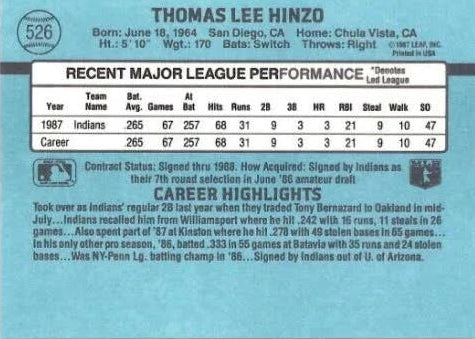 526
THOMAS LEE HINZO
Born: June 18, 1964 San Diego, CA Home: Chula Vista, CA
Ht.: 5' 10" Wgt.: 170 Bats: Switch Throws: Right
©1987 LEAF, INC.
Printed in USA
RECENT MAJOR LEAGUE PERFORMANCE *Denotes Led League
Year Team Name Bat. Avg. Games At Bat Hits Runs 2B 3B HR RBI Steal Walk SO
1987 Indians .265 67 257 68 31 9 3 3 21 9 10 47
Career .265 67 257 68 31 9 3 3 21 9 10 47
Contract Status: Signed thru 1988. How Acquired: Signed by Indians as
their 7th round selection in June '86 amateur draft
CAREER HIGHLIGHTS
Took over as Indians' regular 2B last year when they traded Tony Bernazard to Oakland in mid-
July...Indians recalled him from Williamsport where he hit .242 with 16 runs, 11 steals in 26
games...Also spent part of '87 at Kinston where he hit .278 with 49 stolen bases in 65 games...
In his only other pro season, '86, batted .333 in 55 games at Batavia with 35 runs and 24 stolen
bases...Was NY-Penn Lg. batting champ in '86...Signed by Indians out of U. of Arizona.